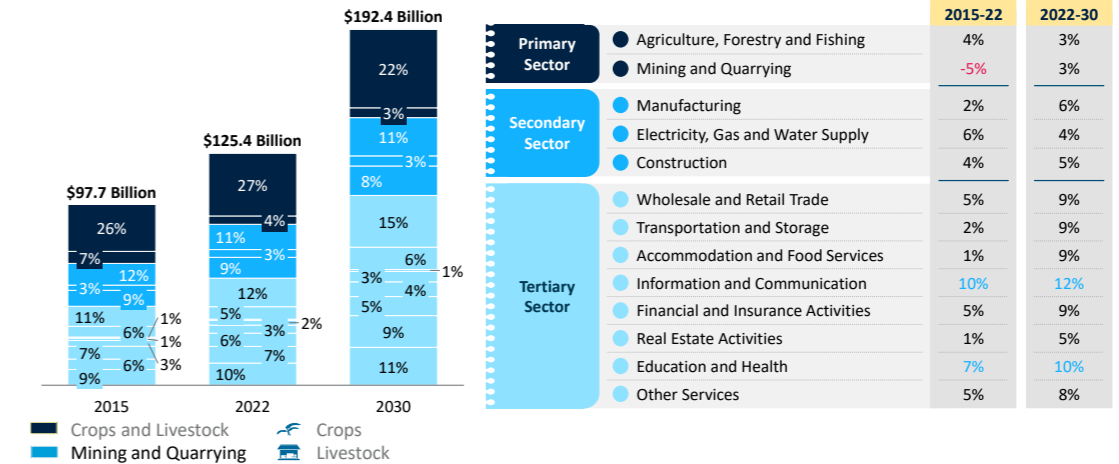 $192.4 Billion
22%
3%
11%
3%
8%
15%
6%
1%
3%
4%
5%
9%
11%
2030
$125.4 Billion
27%
4%
11%
3%
9%
12%
5%
2%
3%
6%
7%
10%
2022
$97.7 Billion
26%
7%
12%
3%
9%
11%
1%
6%
1%
7%
3%
6%
9%
2015
Crops and Livestock
Crops
Mining and Quarrying
Livestock
2015-22 2022-30
Primary Sector
Agriculture, Forestry and Fishing 4% 3%
Mining and Quarrying -5% 3%
Secondary Sector
Manufacturing 2% 6%
Electricity, Gas and Water Supply 6% 4%
Construction 4% 5%
Tertiary Sector
Wholesale and Retail Trade 5% 9%
Transportation and Storage 2% 9%
Accommodation and Food Services 1% 9%
Information and Communication 10% 12%
Financial and Insurance Activities 5% 9%
Real Estate Activities 1% 5%
Education and Health 7% 10%
Other Services 5% 8%